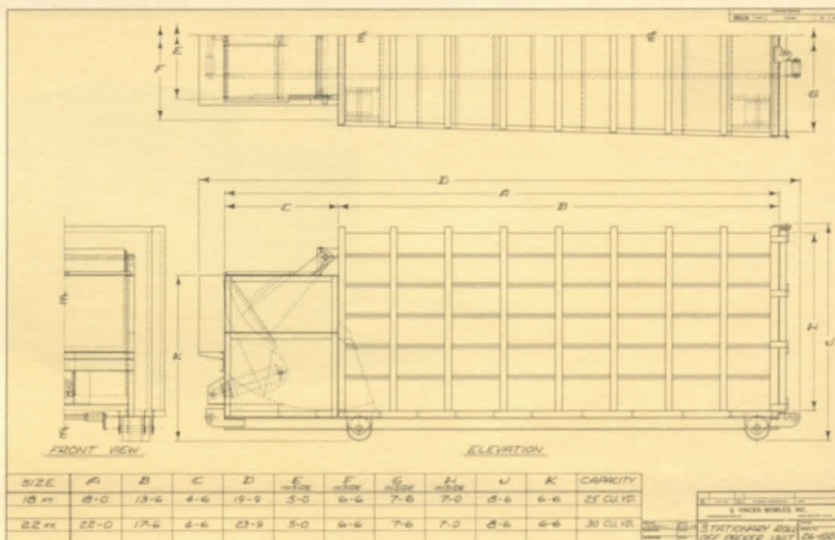 F
E
℄
℄
G
D
A
C
B
K
H
J
℄
℄
FRONT VIEW
ELEVATION
SIZE A B C D E INSIDE F INSIDE G INSIDE H INSIDE J K CAPACITY
18 FT. 18-0 13-6 4-6 19-9 5-0 6-6 7-6 7-0 8-6 6-6 25 CU.YD.
22 FT. 22-0 17-6 4-6 23-9 5-0 6-6 7-6 7-0 8-6 6-6 30 CU.YD.
S. VINCEN BOWLES INC.
STATIONARY ROLL
OFF PACKER UNIT